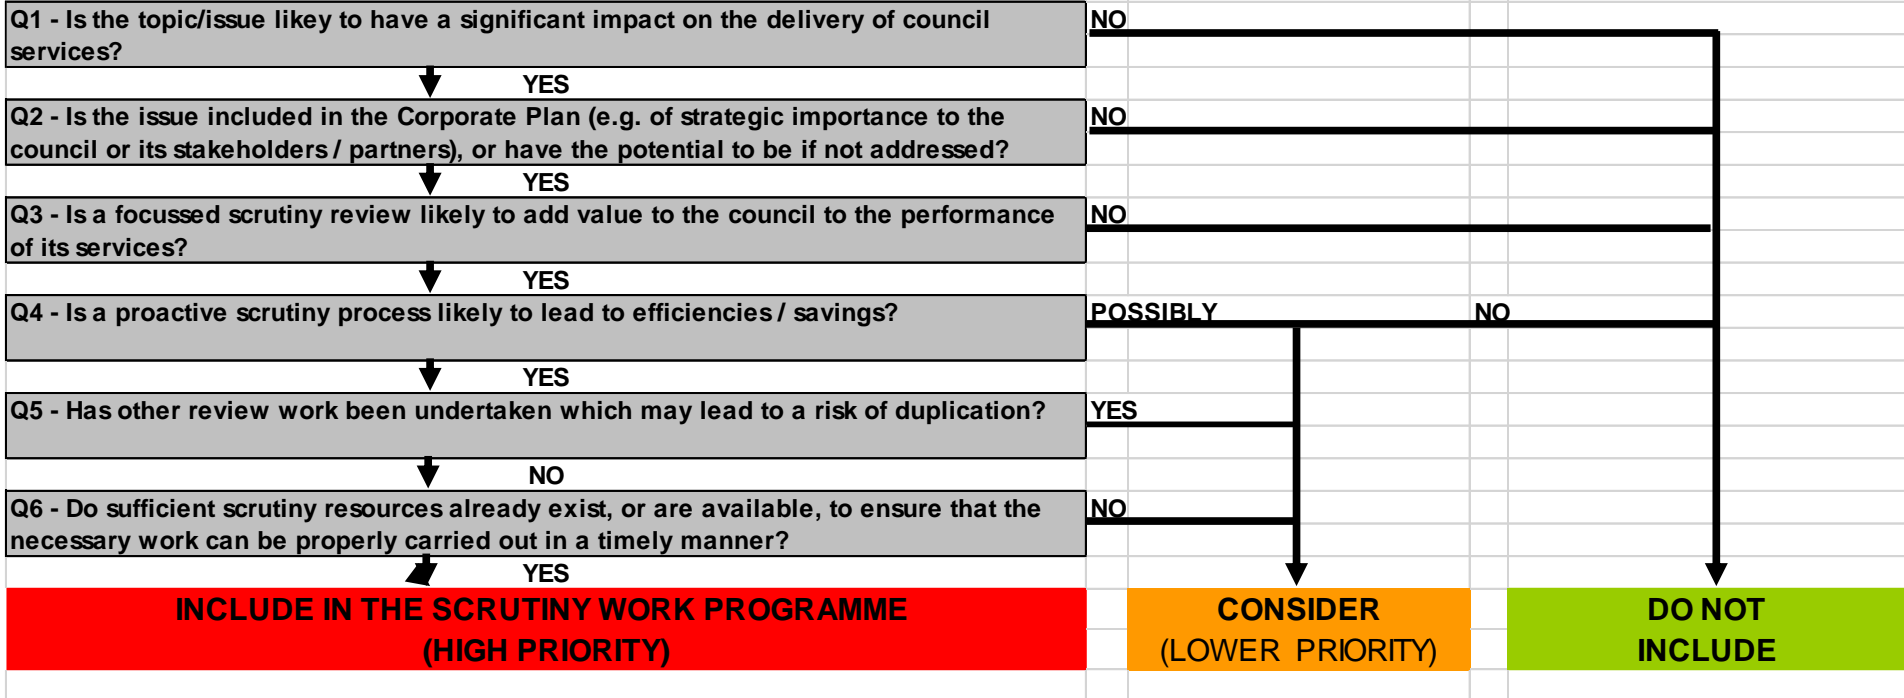 Q1 - Is the topic/issue likey to have a significant impact on the delivery of council
services?
NO
YES
Q2 - Is the issue included in the Corporate Plan (e.g. of strategic importance to the
council or its stakeholders / partners), or have the potential to be if not addressed?
NO
YES
Q3 - Is a focussed scrutiny review likely to add value to the council to the performance
of its services?
NO
YES
Q4 - Is a proactive scrutiny process likely to lead to efficiencies / savings?
POSSIBLY
NO
YES
Q5 - Has other review work been undertaken which may lead to a risk of duplication?
YES
NO
Q6 - Do sufficient scrutiny resources already exist, or are available, to ensure that the
necessary work can be properly carried out in a timely manner?
NO
YES
INCLUDE IN THE SCRUTINY WORK PROGRAMME
(HIGH PRIORITY)
CONSIDER
(LOWER PRIORITY)
DO NOT
INCLUDE